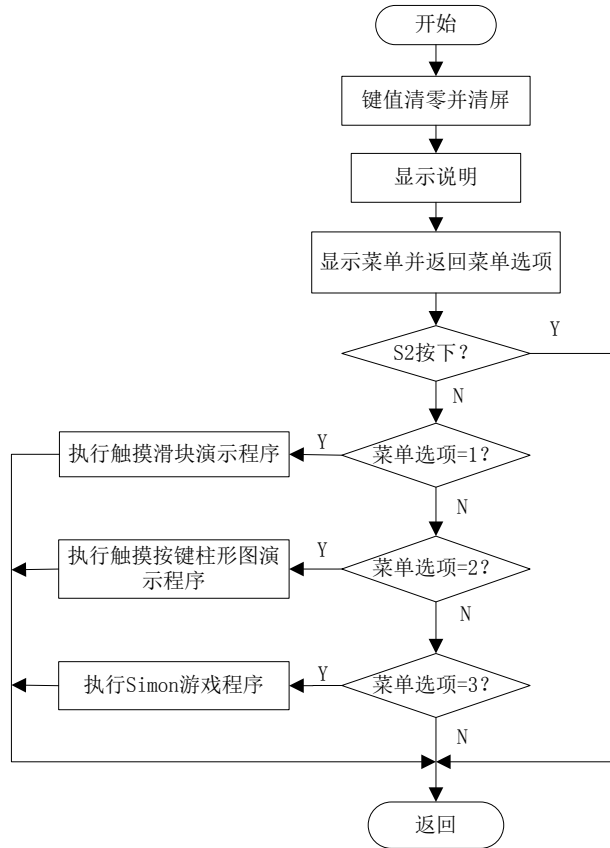 开始
键值清零并清屏
显示说明
显示菜单并返回菜单选项
Y
S2按下？
N
执行触摸滑块演示程序
Y
菜单选项=1？
N
执行触摸按键柱形图演
示程序
Y
菜单选项=2？
N
执行Simon游戏程序
Y
菜单选项=3？
N
返回